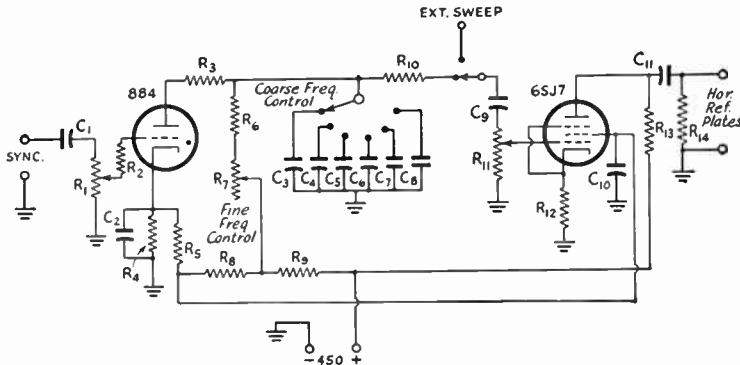 EXT. SWEEP
884
R3
Coarse Freq.
Control
R10
C11
6SJ7
Hor.
Ref.
Plates
SYNC.
C1
R1
R2
R6
C9
R11
R13
R14
R7
C3
C4
C5
C6
C7
C8
C10
Fine
Freq
Control
R12
C2
R4
R5
R8
R9
-450 +